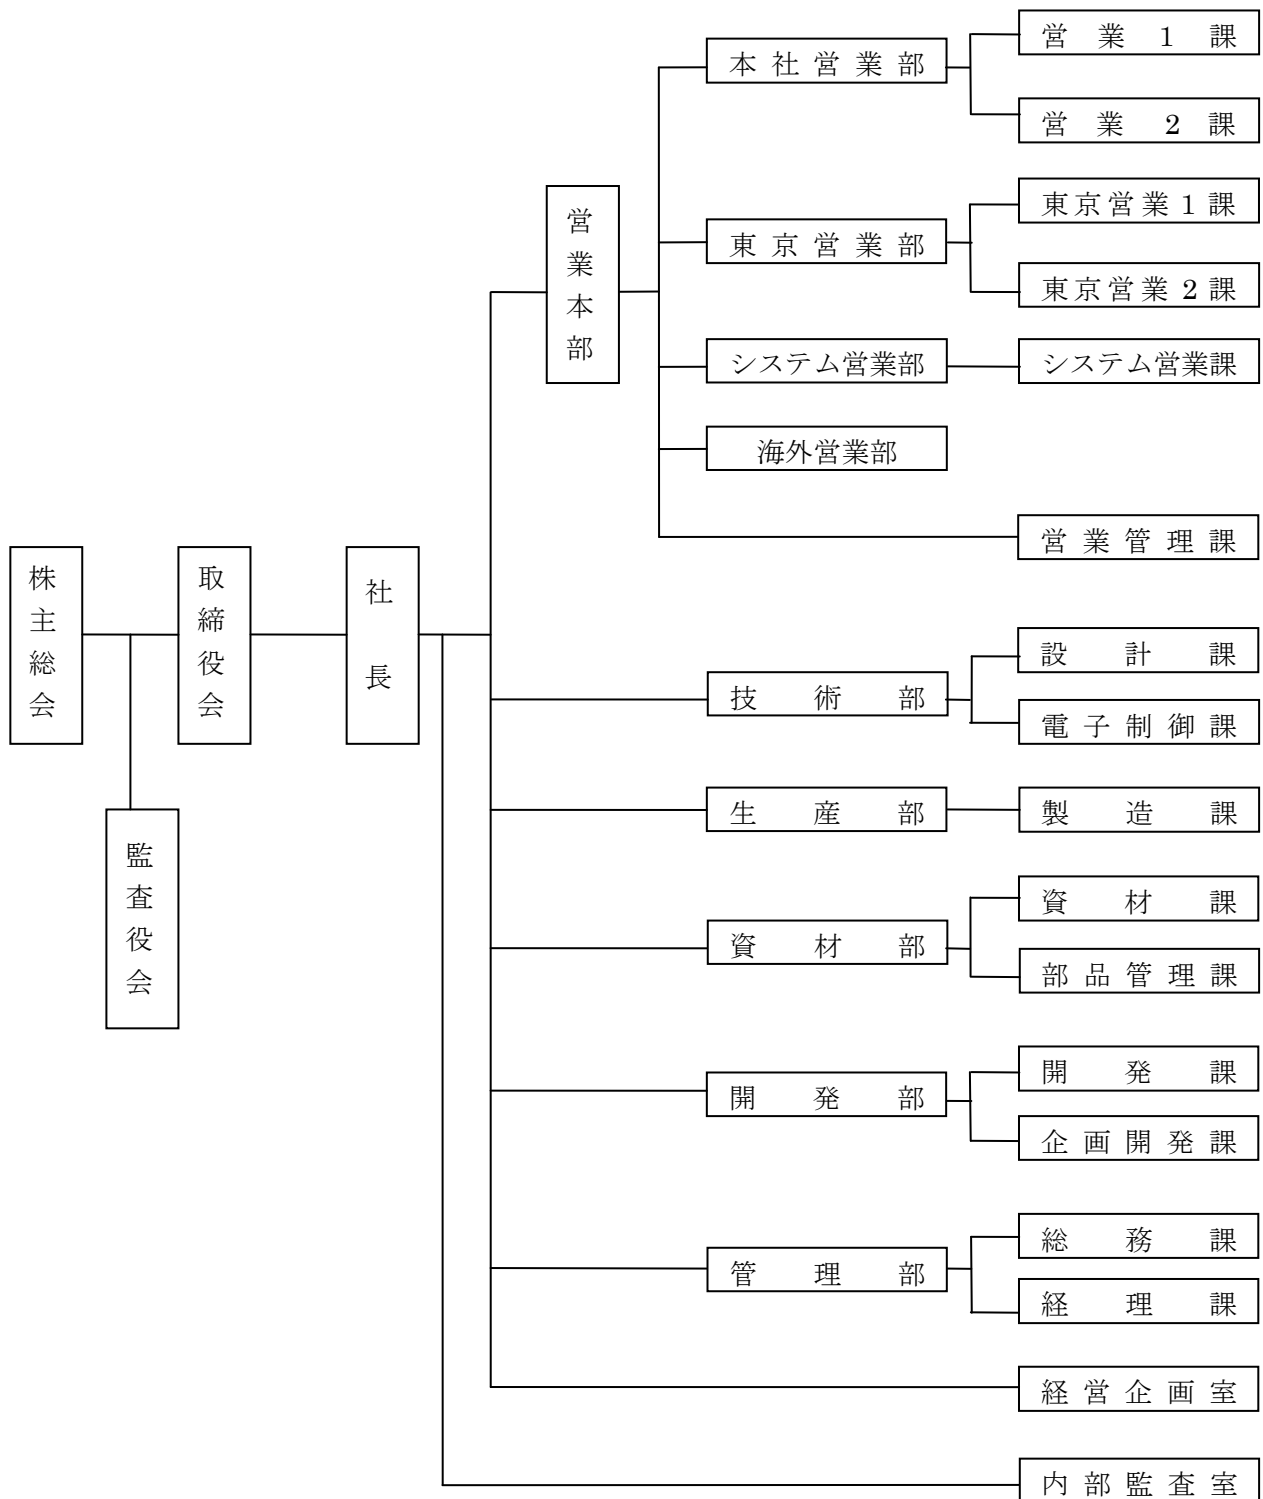 株主総会
監査役会
取締役会
社長
営業本部
本社営業部
営業1課
営業2課
東京営業部
東京営業1課
東京営業2課
システム営業部
システム営業課
海外営業部
営業管理課
技術部
設計課
電子制御課
生産部
製造課
資材部
資材課
部品管理課
開発部
開発課
企画開発課
管理部
総務課
経理課
経営企画室
内部監査室